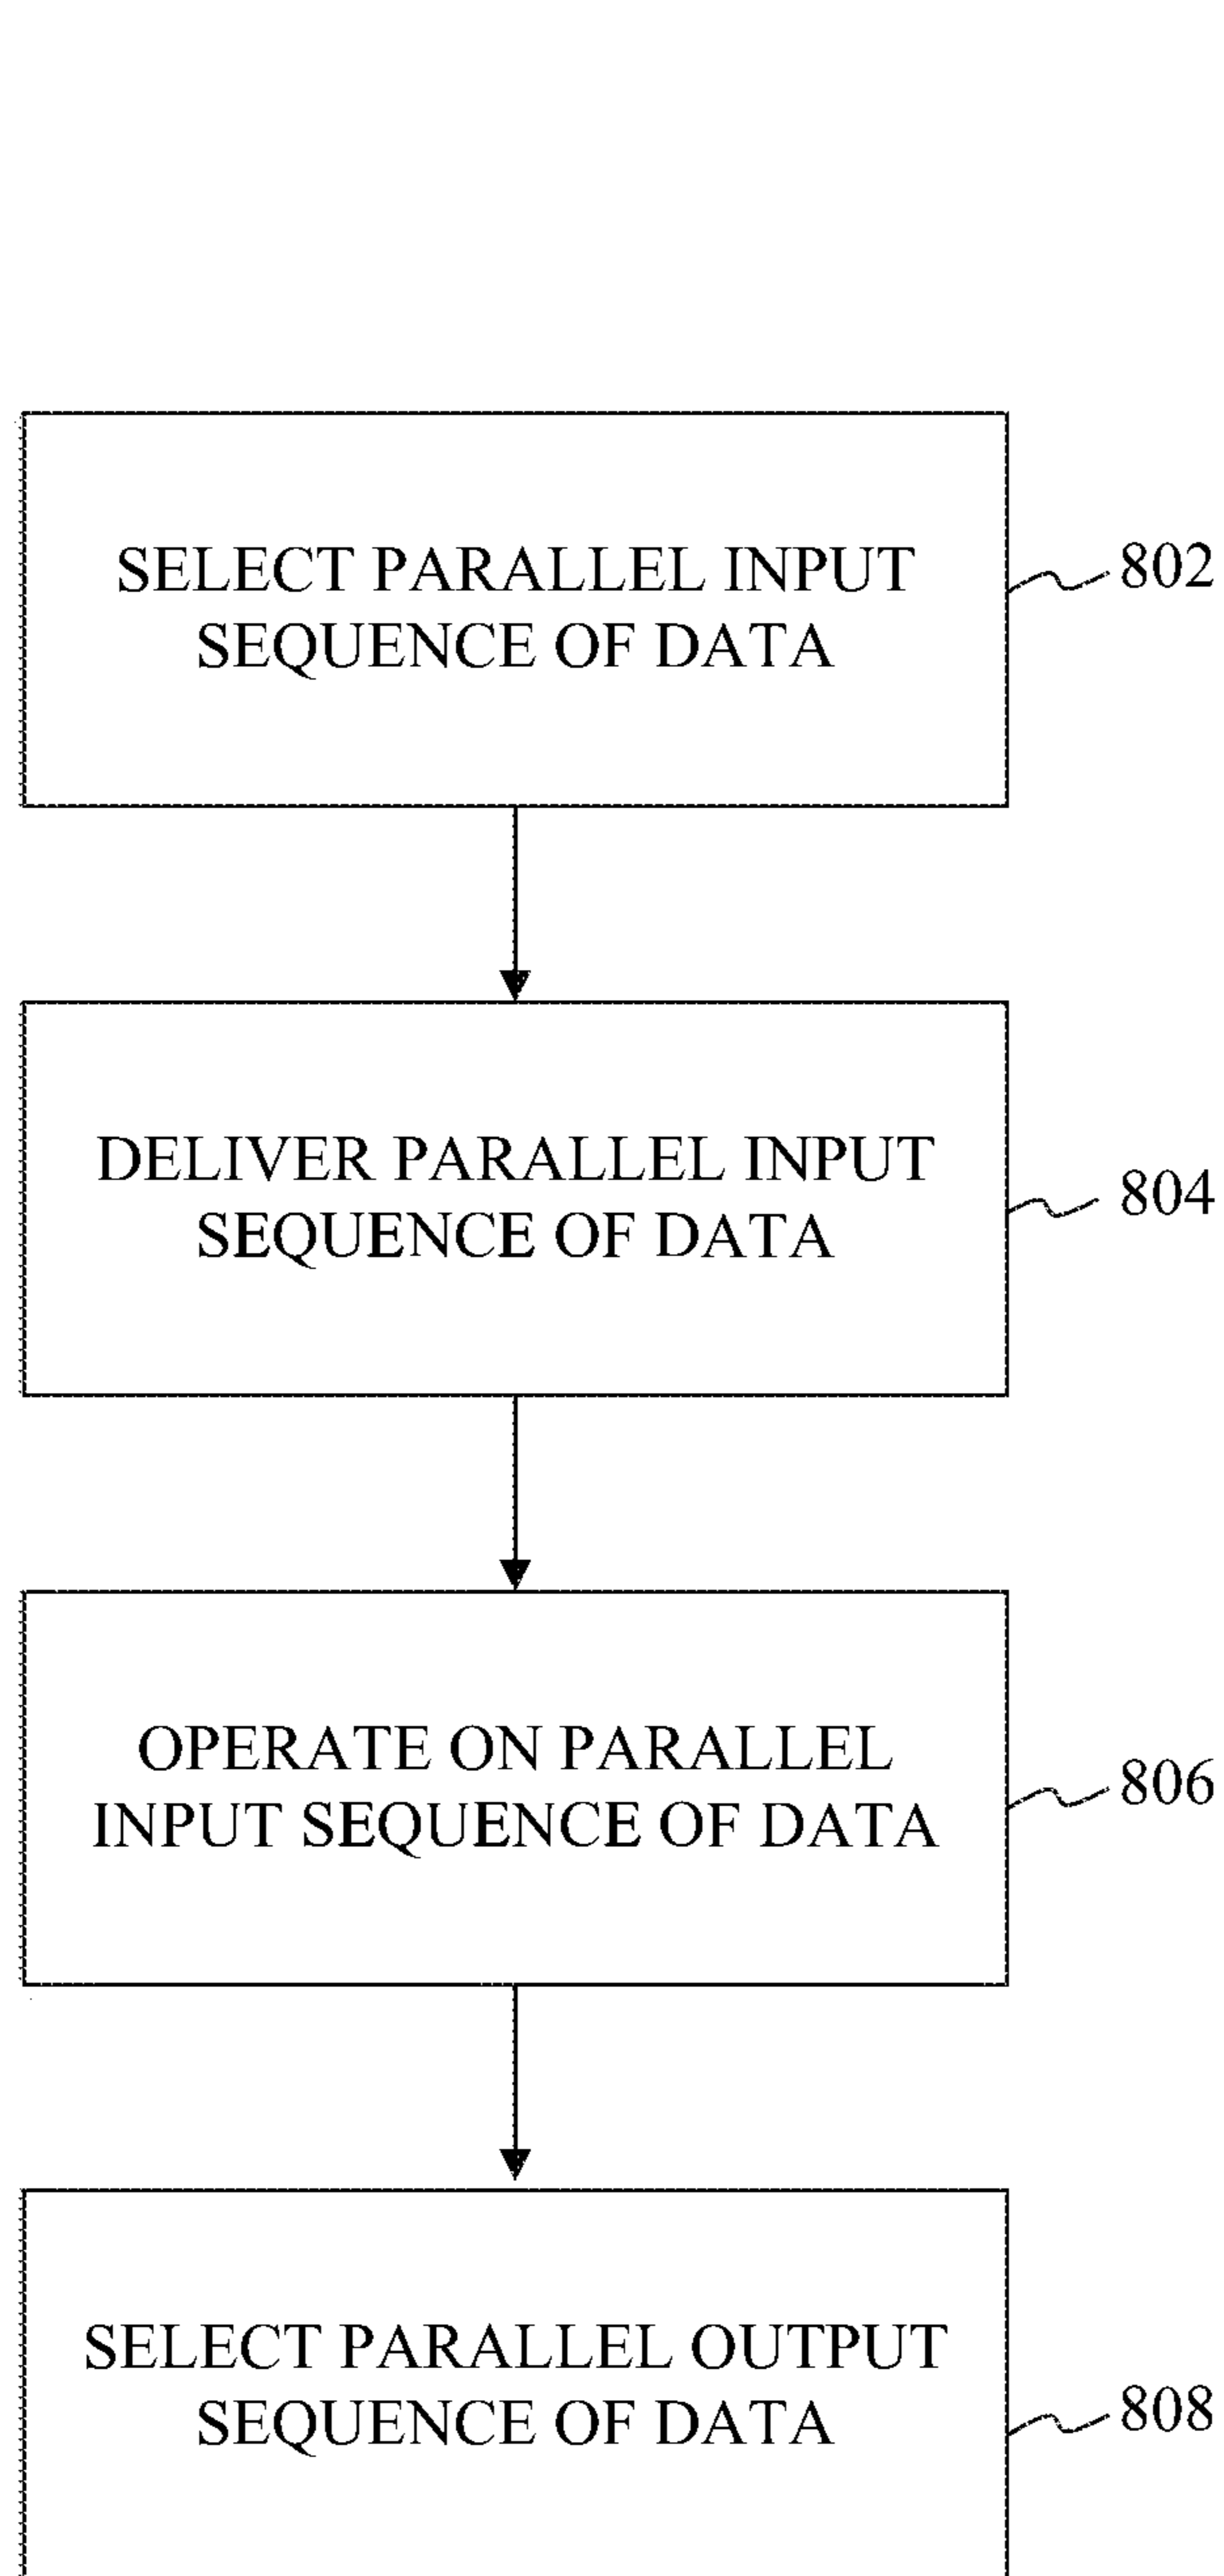 SELECT PARALLEL INPUT
SEQUENCE OF DATA
802
DELIVER PARALLEL INPUT
SEQUENCE OF DATA
804
OPERATE ON PARALLEL
INPUT SEQUENCE OF DATA
806
SELECT PARALLEL OUTPUT
SEQUENCE OF DATA
808